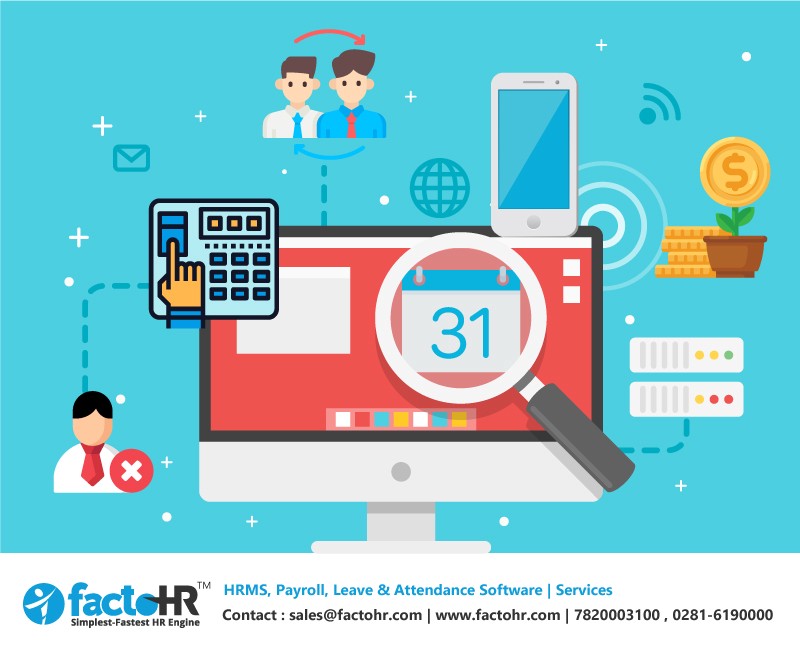 $
31
factoHR™
Simplest-Fastest HR Engine
HRMS, Payroll, Leave & Attendance Software | Services
Contact : sales@factohr.com | www.factohr.com | 7820003100 , 0281-6190000